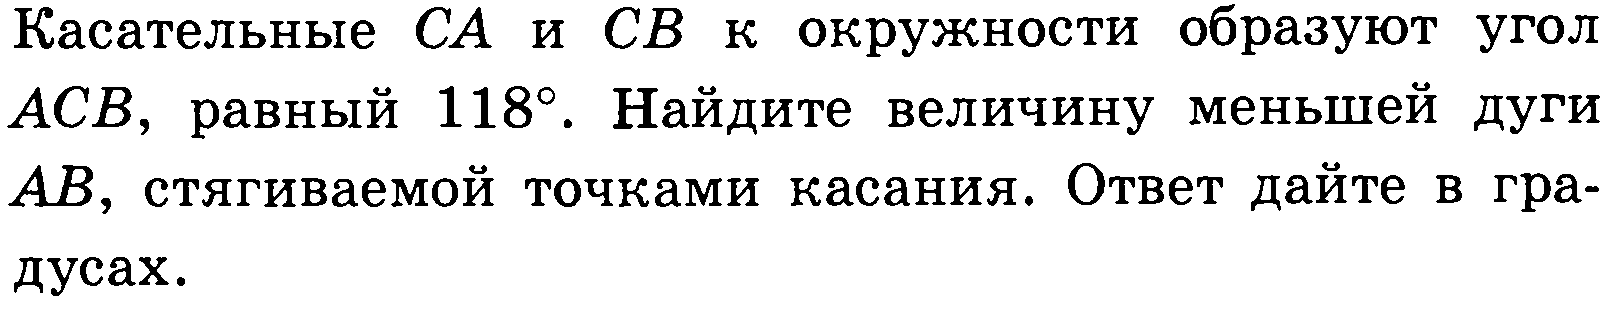 Касательные CA и CB к окружности образуют угол
ACB, равный 118°. Найдите величину меньшей дуги
AB, стягиваемой точками касания. Ответ дайте в гра-
дусах.